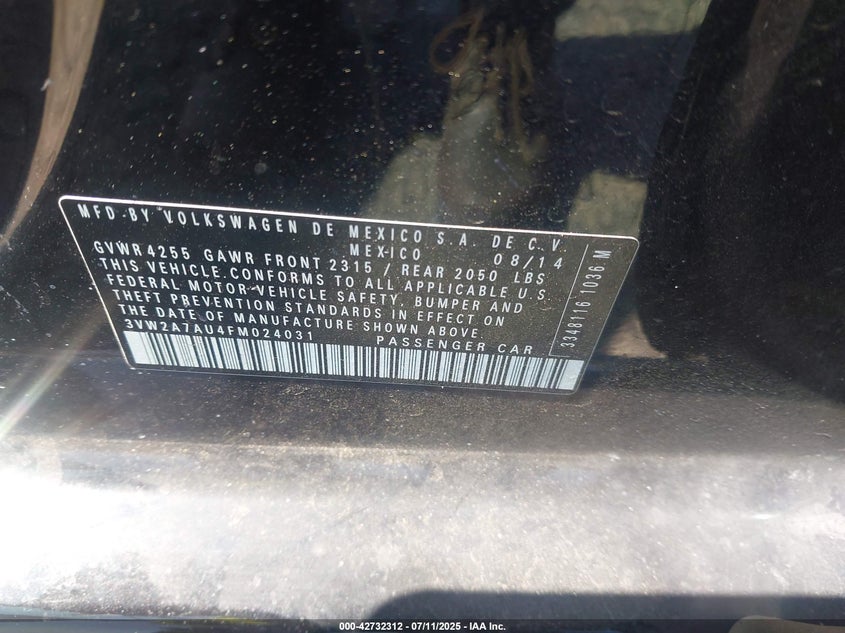 MFD. BY VOLKSWAGEN DE MEXICO S.A. DE C.V.
MEXICO 08/14
GVWR 4255 GAWR FRONT 2315 / REAR 2050 LBS
THIS VEHICLE CONFORMS TO ALL APPLICABLE U.S
FEDERAL MOTOR-VEHICLE SAFETY, BUMPER AND
THEFT PREVENTION STANDARDS IN EFFECT ON
THE DATE OF MANUFACTURE SHOWN ABOVE.
3VW2A7AU4FM024031 PASSENGER CAR
3348116 1036 M
000-42732312 - 07/11/2025 - IAA Inc.